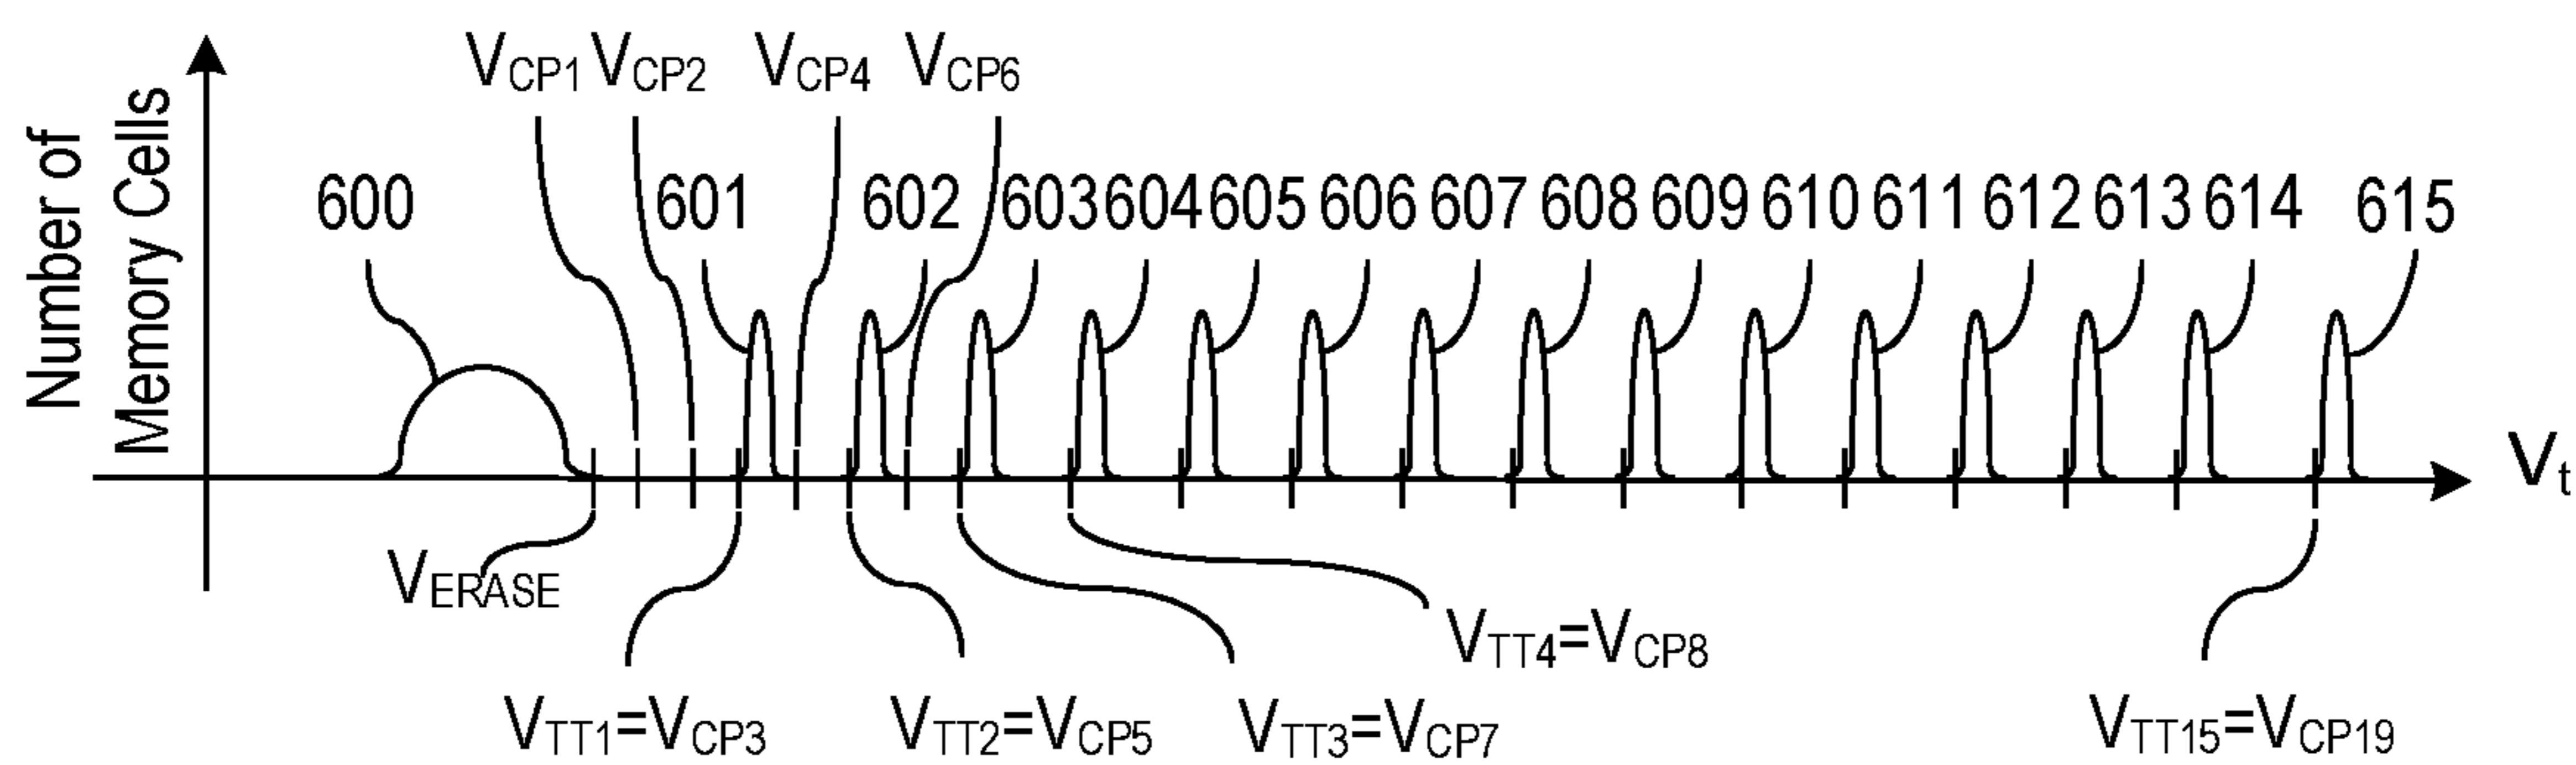 Number of
Memory Cells
VCP1 VCP2 VCP4 VCP6
600 601 602 603 604 605 606 607 608 609 610 611 612 613 614 615
Vt
VERASE
VTT4=VCP8
VTT1=VCP3 VTT2=VCP5 VTT3=VCP7 VTT15=VCP19